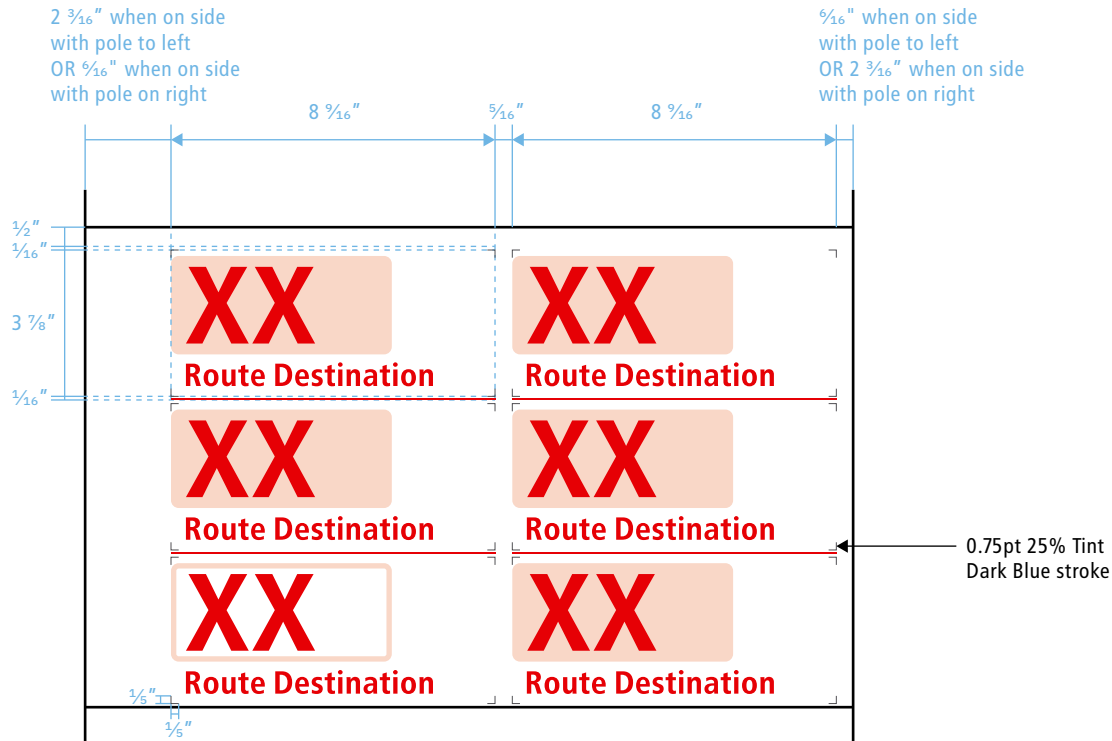 2 ³⁄₁₆″ when on side
with pole to left
OR ⁶⁄₁₆" when on side
with pole on right
⁶⁄₁₆" when on side
with pole to left
OR 2 ³⁄₁₆″ when on side
with pole on right
8 ⁹⁄₁₆″
⁵⁄₁₆″
8 ⁹⁄₁₆″
½″
¹⁄₁₆″
3 ⅞″
¹⁄₁₆″
XX
Route Destination
XX
Route Destination
XX
Route Destination
XX
Route Destination
0.75pt 25% Tint
Dark Blue stroke
XX
Route Destination
XX
Route Destination
⅕″
⅕″